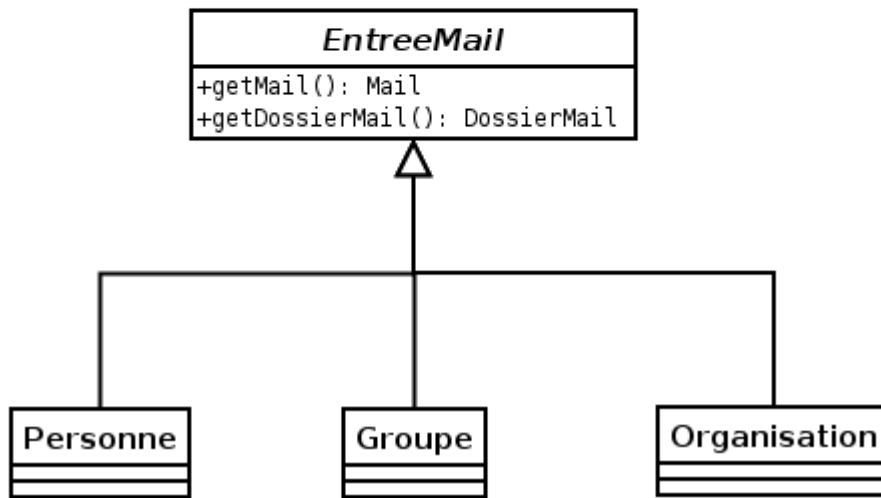 EntreeMail
+getMail(): Mail
+getDossierMail(): DossierMail
Personne
Groupe
Organisation